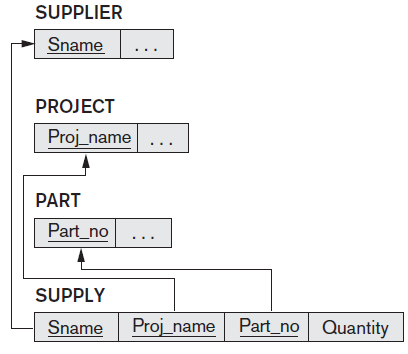 SUPPLIER
Sname ...
PROJECT
Proj_name ...
PART
Part_no ...
SUPPLY
Sname Proj_name Part_no Quantity